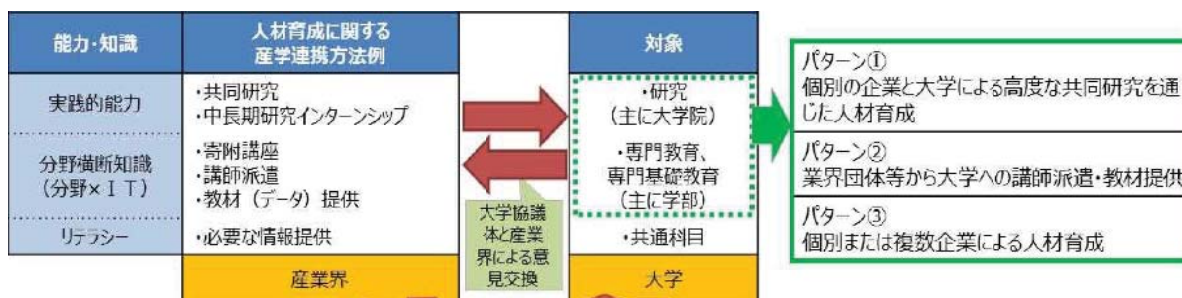 能力・知識
人材育成に関する
産学連携方法例
対象
実践的能力
・共同研究
・中長期研究インターンシップ
・研究
(主に大学院)
分野横断知識
(分野×IT)
・寄附講座
・講師派遣
・教材(データ)提供
・専門教育、
専門基礎教育
(主に学部)
リテラシー
・必要な情報提供
・共通科目
産業界
大学協議
体と産業
界による意
見交換
大学
パターン①
個別の企業と大学による高度な共同研究を通
じた人材育成
パターン②
業界団体等から大学への講師派遣・教材提供
パターン③
個別または複数企業による人材育成